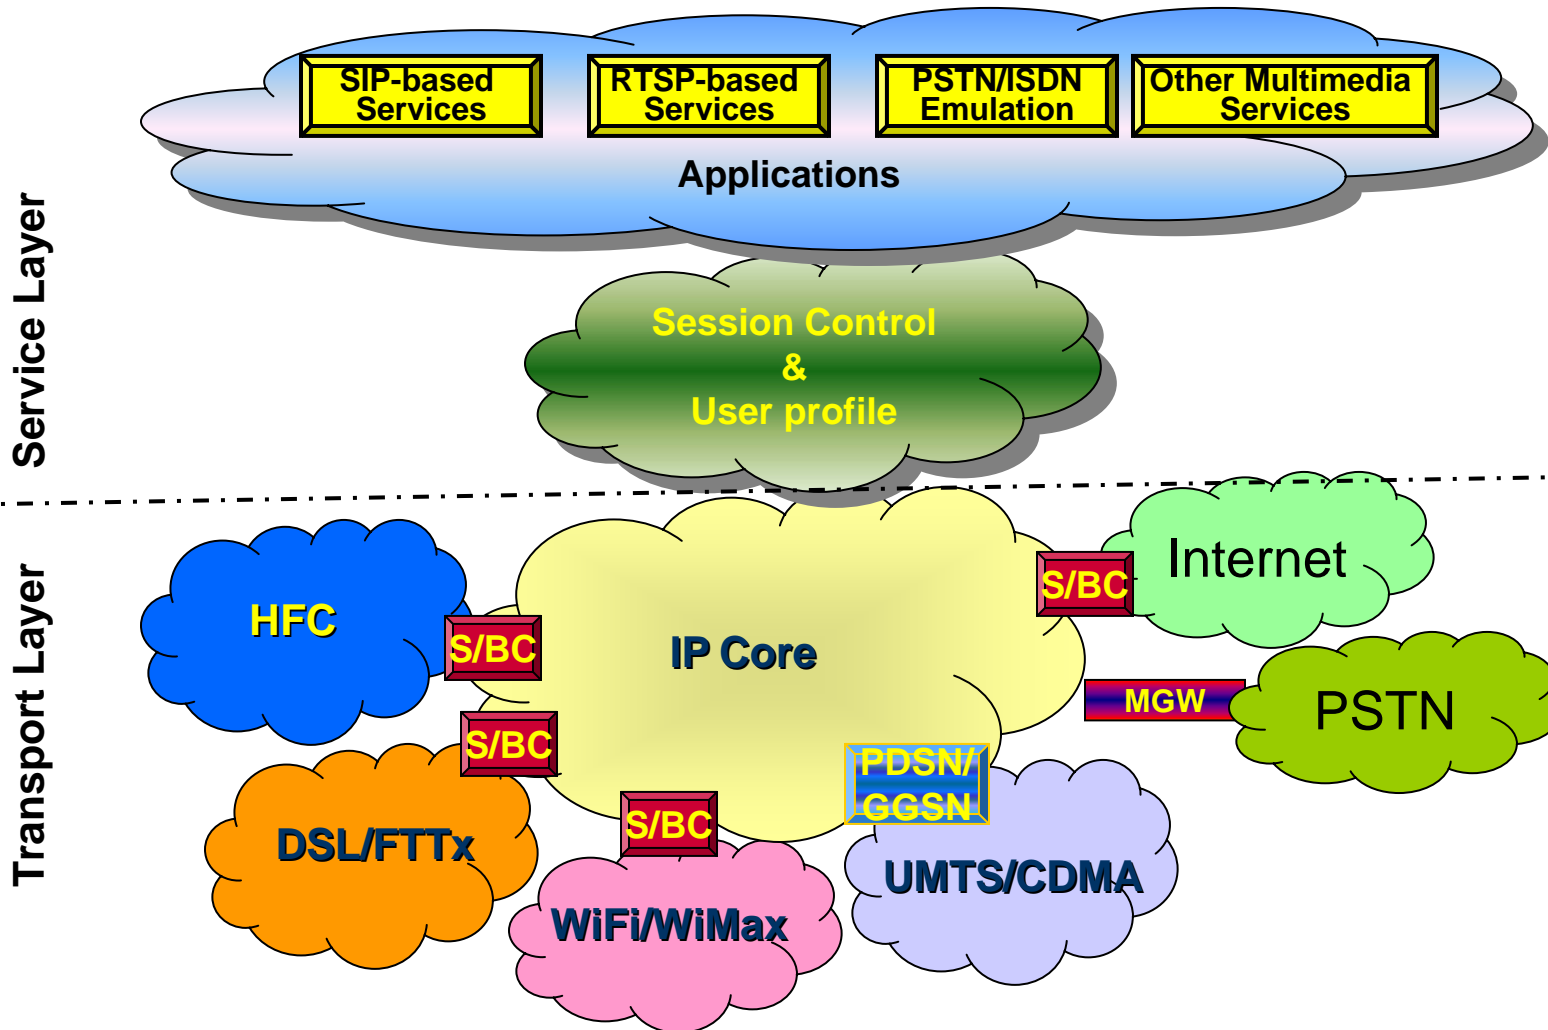 SIP-based
Services
RTSP-based
Services
PSTN/ISDN
Emulation
Other Multimedia
Services
Applications
Service Layer
Session Control
&
User profile
Transport Layer
HFC
S/BC
S/BC
IP Core
S/BC
Internet
MGW
PSTN
PDSN/
GGSN
S/BC
DSL/FTTx
WiFi/WiMax
UMTS/CDMA